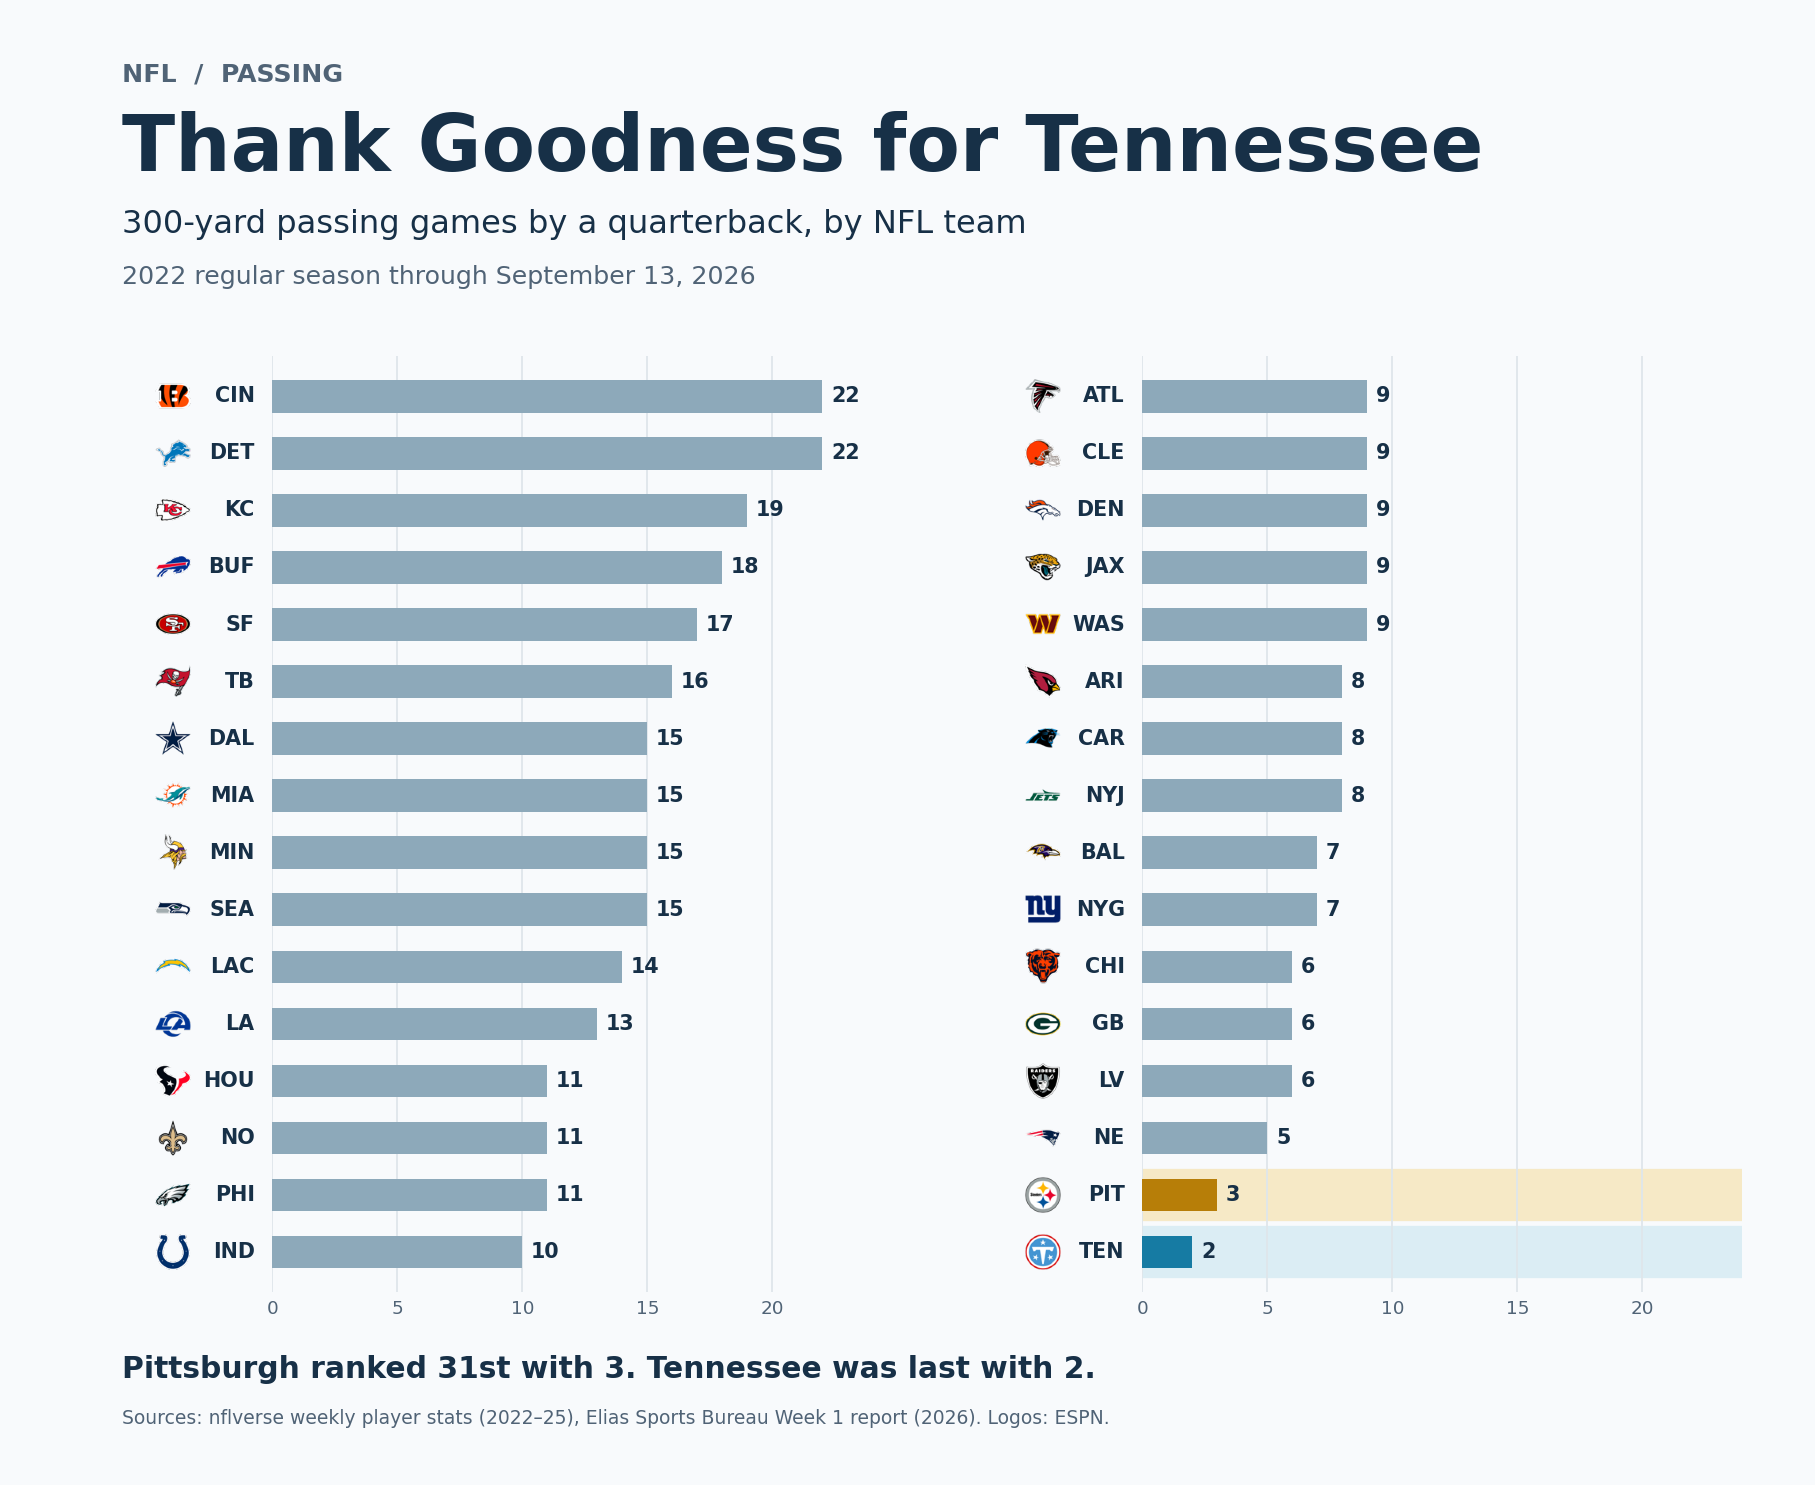 NFL / PASSING
Thank Goodness for Tennessee
300-yard passing games by a quarterback, by NFL team
2022 regular season through September 13, 2026
CIN 22
DET 22
KC 19
BUF 18
SF 17
TB 16
DAL 15
MIA 15
MIN 15
SEA 15
LAC 14
LA 13
HOU 11
NO 11
PHI 11
IND 10
0 5 10 15 20
ATL 9
CLE 9
DEN 9
JAX 9
WAS 9
ARI 8
CAR 8
NYJ 8
BAL 7
NYG 7
CHI 6
GB 6
LV 6
NE 5
PIT 3
TEN 2
0 5 10 15 20
Pittsburgh ranked 31st with 3. Tennessee was last with 2.
Sources: nflverse weekly player stats (2022–25), Elias Sports Bureau Week 1 report (2026). Logos: ESPN.